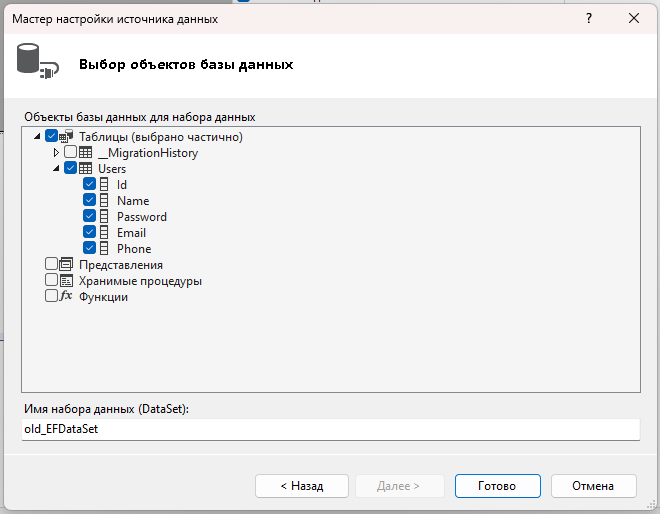 Мастер настройки источника данных
?
Выбор объектов базы данных
Объекты базы данных для набора данных
Таблицы (выбрано частично)
__MigrationHistory
Users
Id
Name
Password
Email
Phone
Представления
Хранимые процедуры
fx Функции
Имя набора данных (DataSet):
old_EFDataSet
< Назад Далее > Готово Отмена